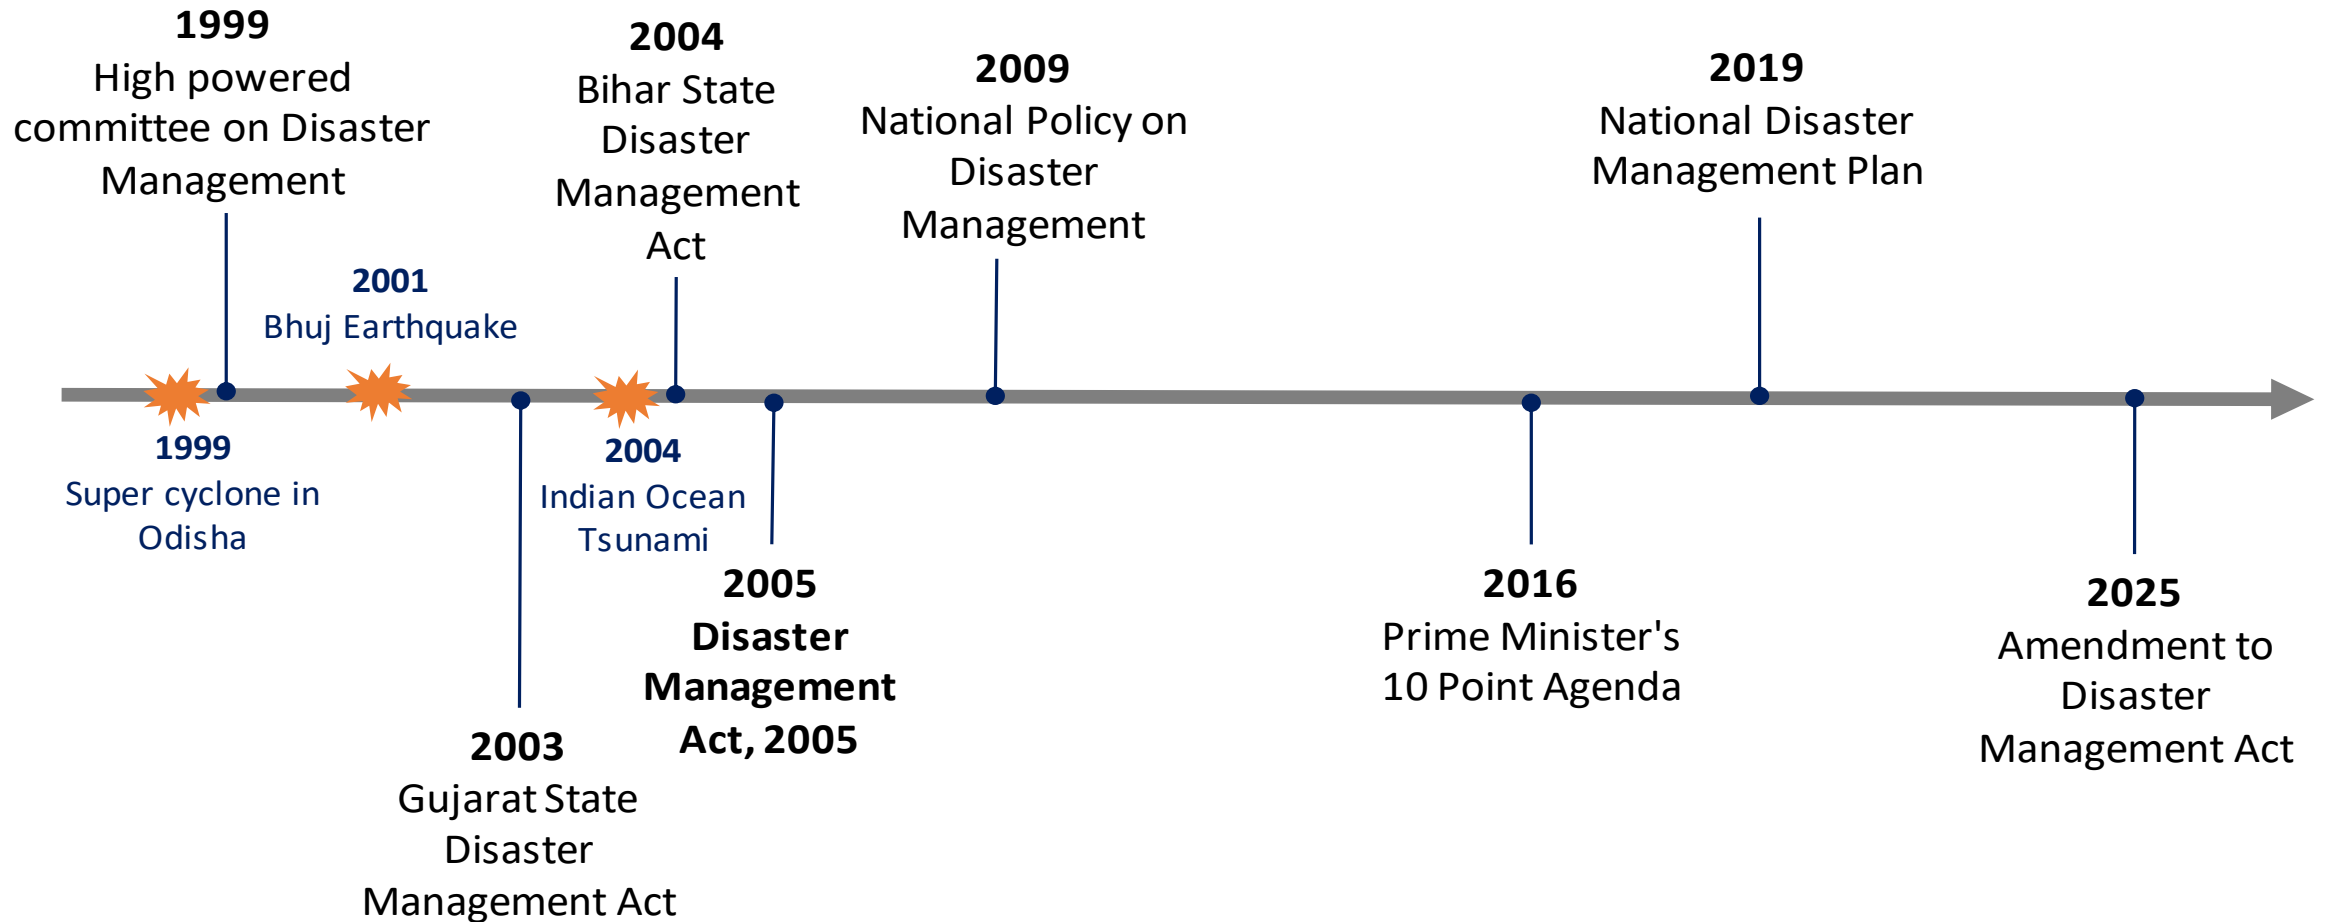 1999
High powered
committee on Disaster
Management
2001
Bhuj Earthquake
2004
Bihar State
Disaster
Management
Act
2009
National Policy on
Disaster
Management
2019
National Disaster
Management Plan
1999
Super cyclone in
Odisha
2003
Gujarat State
Disaster
Management Act
2004
Indian Ocean
Tsunami
2005
Disaster
Management
Act, 2005
2016
Prime Minister's
10 Point Agenda
2025
Amendment to
Disaster
Management Act